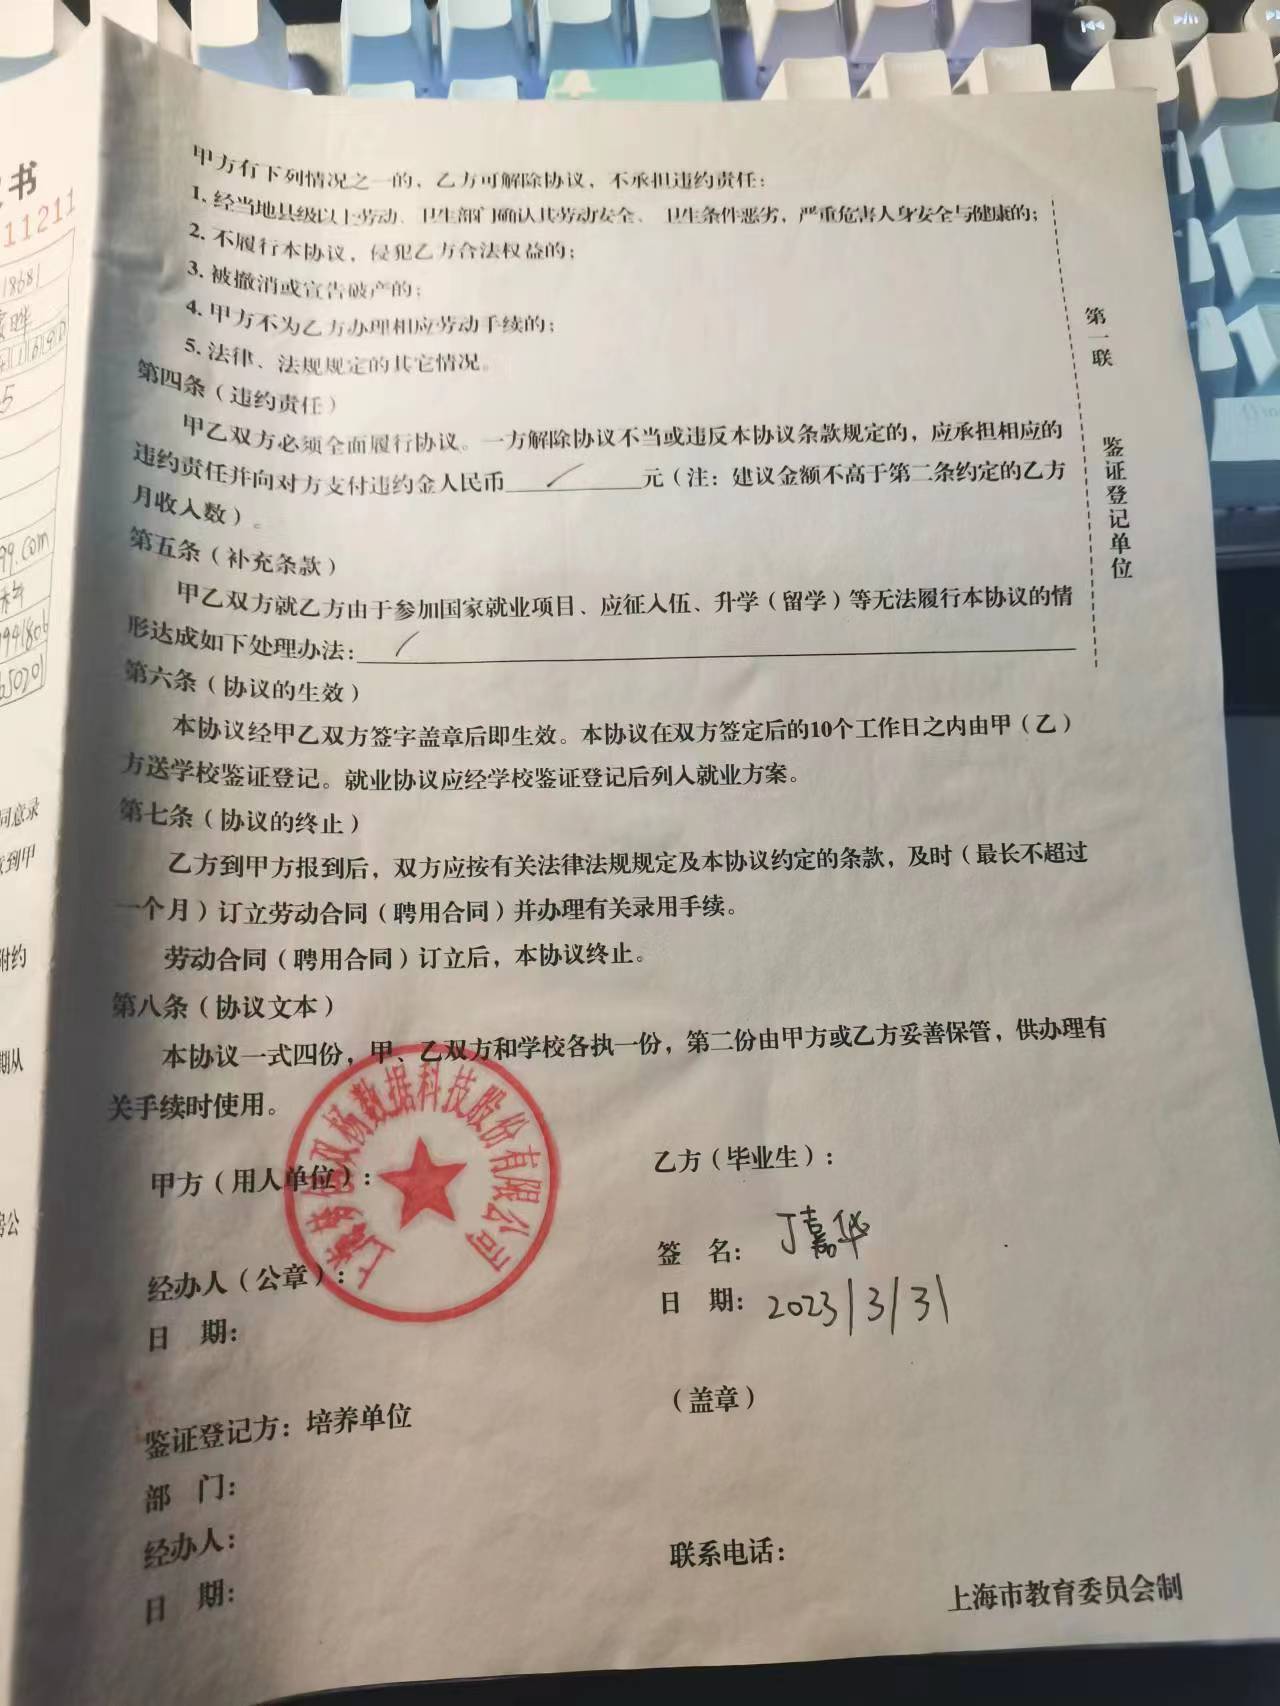 书
11211
18681
晔
5
99.com
9941806
650201
同意录
到甲
附约
期从
公
甲方有下列情况之一的，乙方可解除协议，不承担违约责任：
1. 经当地县级以上劳动、卫生部门确认其劳动安全、卫生条件恶劣，严重危害人身安全与健康的；
2. 不履行本协议，侵犯乙方合法权益的；
3. 被撤消或宣告破产的；
4. 甲方不为乙方办理相应劳动手续的；
5. 法律、法规规定的其它情况。
第四条（违约责任）
甲乙双方必须全面履行协议。一方解除协议不当或违反本协议条款规定的，应承担相应的
违约责任并向对方支付违约金人民币 / 元（注：建议金额不高于第二条约定的乙方
月收入数）。
第五条（补充条款）
甲乙双方就乙方由于参加国家就业项目、应征入伍、升学（留学）等无法履行本协议的情
形达成如下处理办法： /
第六条（协议的生效）
本协议经甲乙双方签字盖章后即生效。本协议在双方签定后的10个工作日之内由甲（乙）
方送学校鉴证登记。就业协议应经学校鉴证登记后列入就业方案。
第七条（协议的终止）
乙方到甲方报到后，双方应按有关法律法规规定及本协议约定的条款，及时（最长不超过
一个月）订立劳动合同（聘用合同）并办理有关录用手续。
劳动合同（聘用合同）订立后，本协议终止。
第八条（协议文本）
本协议一式四份，甲、乙双方和学校各执一份，第二份由甲方或乙方妥善保管，供办理有
关手续时使用。
第一联 鉴证登记单位
甲方（用人单位）：
上海 双杨数据科技股份有限公司
经办人（公章）：
日 期：
乙方（毕业生）：
签 名： 丁嘉华
日 期： 2023/3/31
（盖章）
鉴证登记方：培养单位
部 门：
经办人：
日 期：
联系电话：
上海市教育委员会制